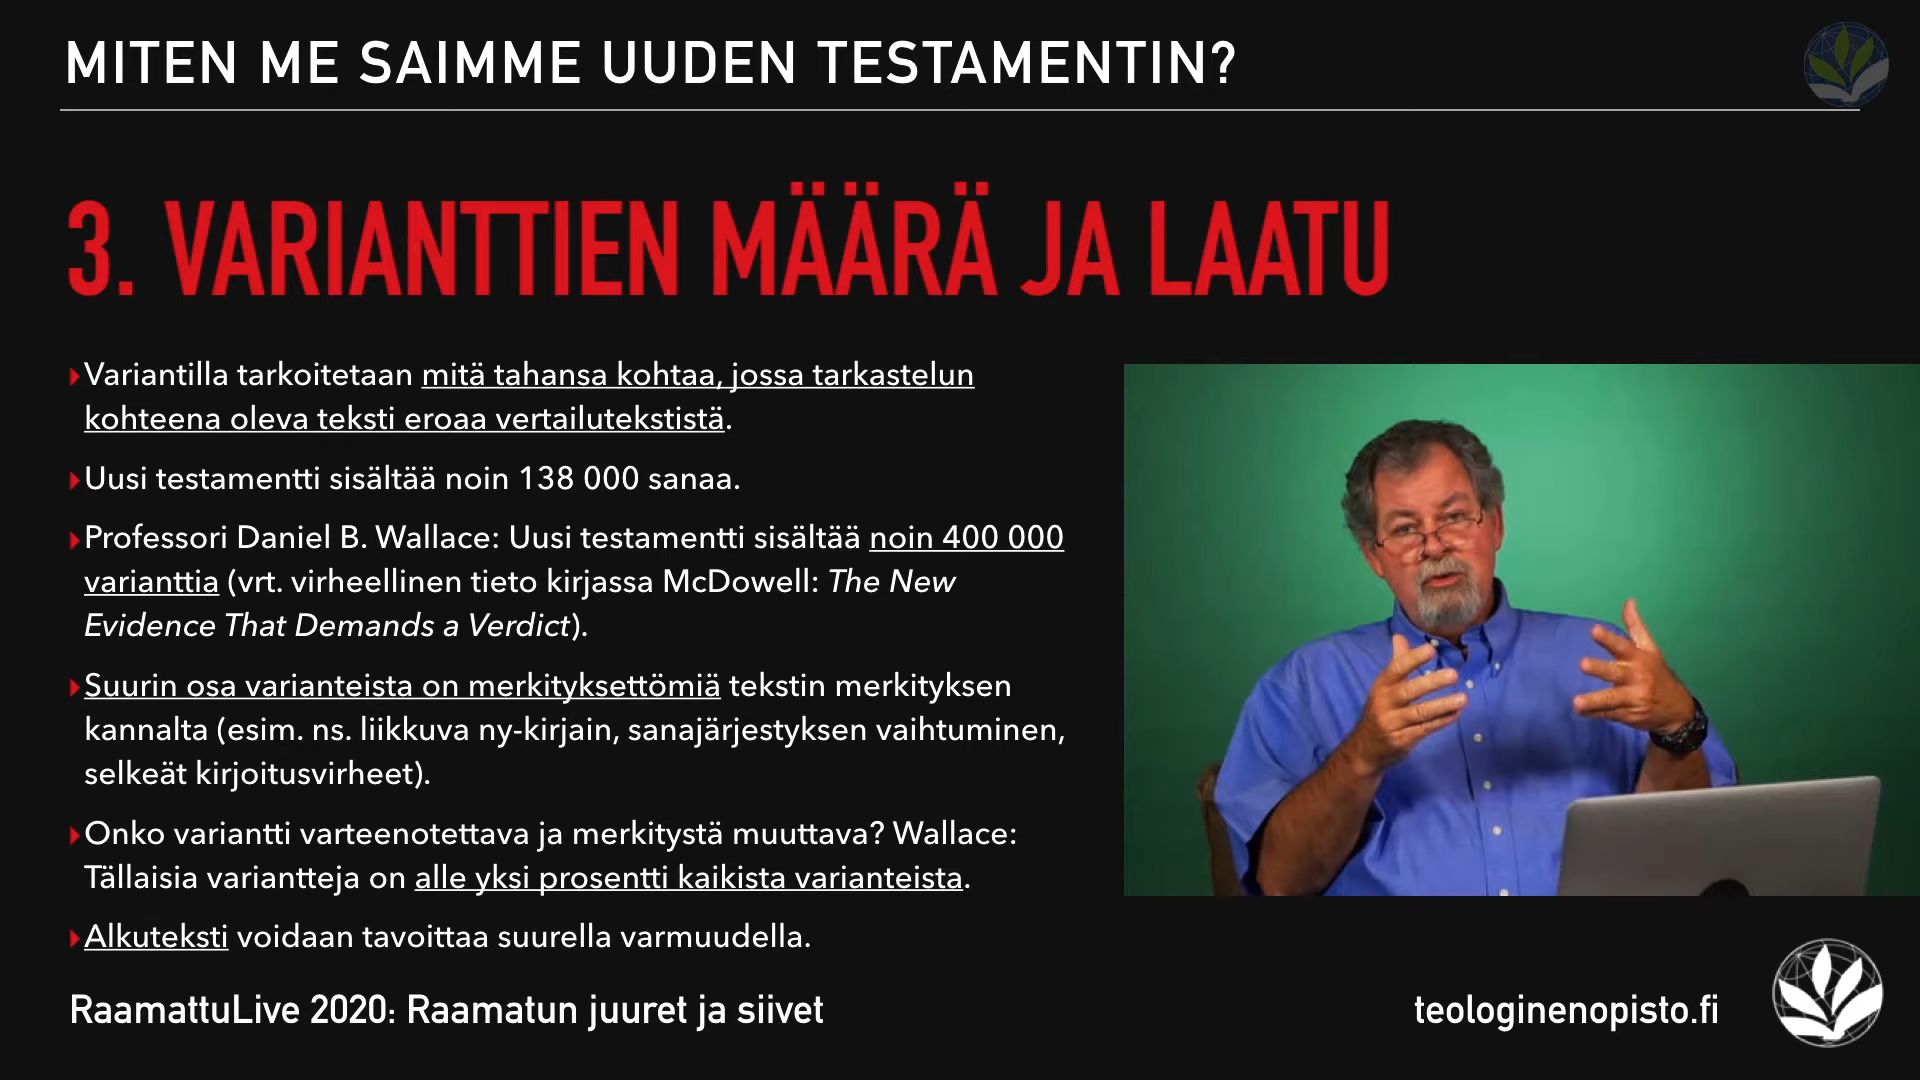 MITEN ME SAIMME UUDEN TESTAMENTIN?
3. VARIANTTIEN MÄÄRÄ JA LAATU
Variantilla tarkoitetaan mitä tahansa kohtaa, jossa tarkastelun
kohteena oleva teksti eroaa vertailutekstistä.
Uusi testamentti sisältää noin 138 000 sanaa.
Professori Daniel B. Wallace: Uusi testamentti sisältää noin 400 000
varianttia (vrt. virheellinen tieto kirjassa McDowell: The New
Evidence That Demands a Verdict).
Suurin osa varianteista on merkityksettömiä tekstin merkityksen
kannalta (esim. ns. liikkuva ny-kirjain, sanajärjestyksen vaihtuminen,
selkeät kirjoitusvirheet).
Onko variantti varteenotettava ja merkitystä muuttava? Wallace:
Tällaisia variantteja on alle yksi prosentti kaikista varianteista.
Alkuteksti voidaan tavoittaa suurella varmuudella.
RaamattuLive 2020: Raamatun juuret ja siivet
teologinenopisto.fi